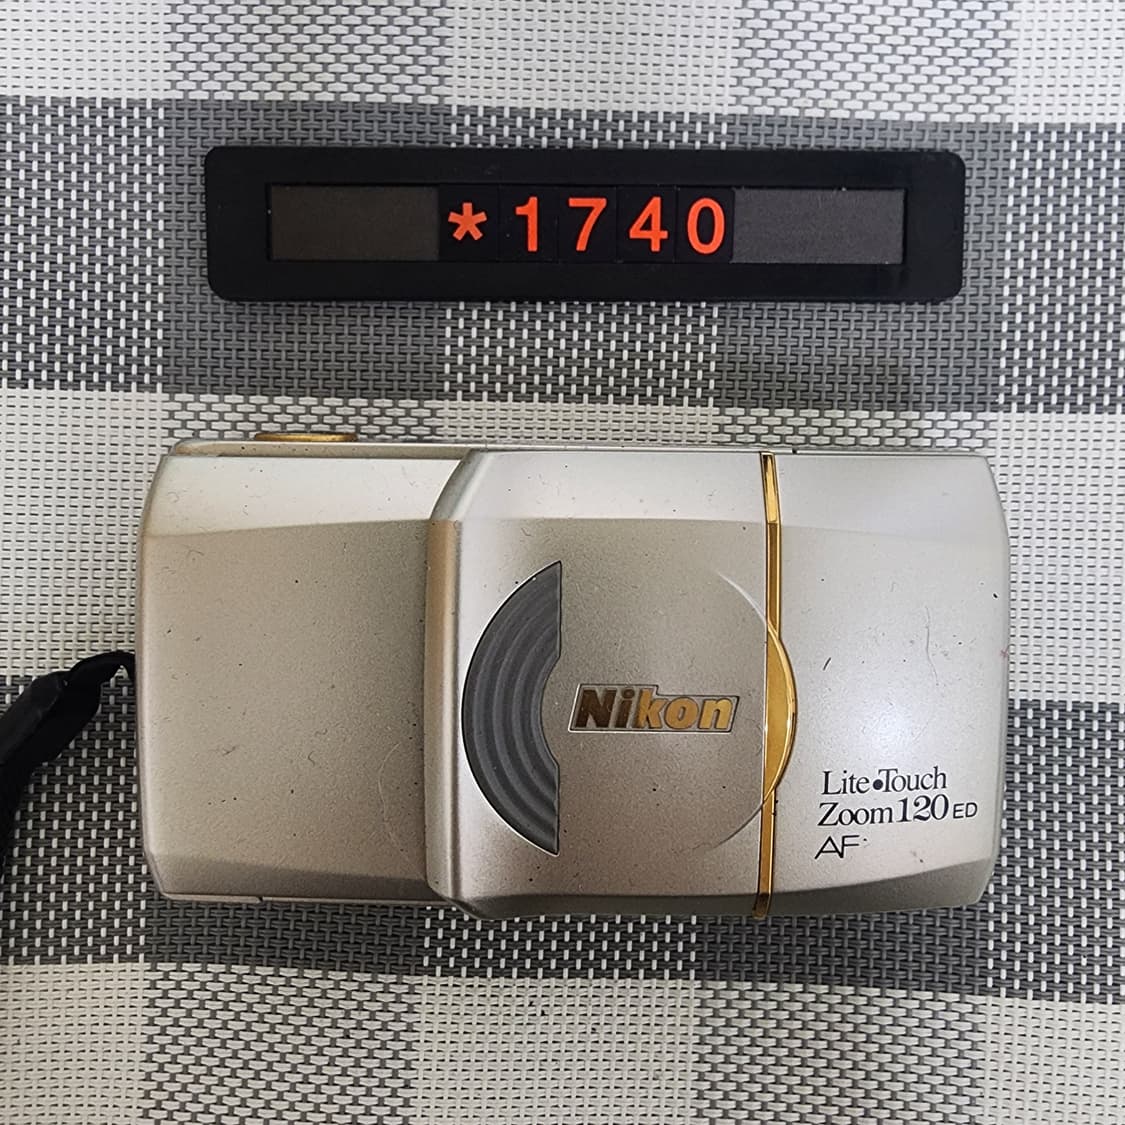 *1740
Nikon
Lite•Touch
Zoom 120 ED
AF